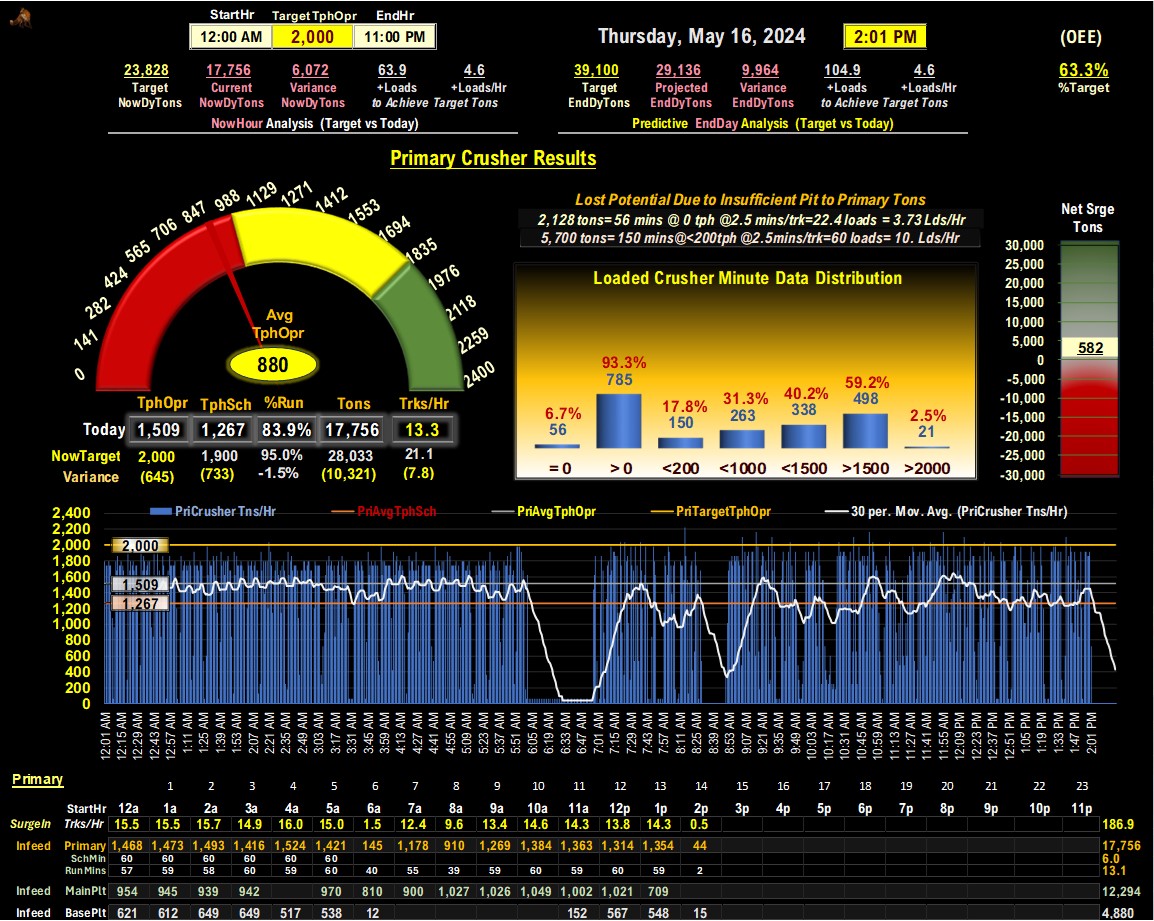 StartHr TargetTphOpr EndHr
12:00 AM 2,000 11:00 PM
Thursday, May 16, 2024 2:01 PM (OEE)
23,828 17,756 6,072 63.9 4.6
Target Current Variance +Loads +Loads/Hr
NowDyTons NowDyTons NowDyTons to Achieve Target Tons
NowHour Analysis (Target vs Today)
39,100 29,136 9,964 104.9 4.6
Target Projected Variance +Loads +Loads/Hr
EndDyTons EndDyTons EndDyTons to Achieve Target Tons
Predictive EndDay Analysis (Target vs Today)
63.3%
%Target
Primary Crusher Results
0 141 282 424 565 706 847 988 1129 1271 1412 1553 1694 1835 1976 2118 2259 2400
Avg
TphOpr
880
TphOpr TphSch %Run Tons Trks/Hr
Today 1,509 1,267 83.9% 17,756 13.3
NowTarget 2,000 1,900 95.0% 28,033 21.1
Variance (645) (733) -1.5% (10,321) (7.8)
Lost Potential Due to Insufficient Pit to Primary Tons
2,128 tons= 56 mins @ 0 tph @2.5 mins/trk=22.4 loads = 3.73 Lds/Hr
5,700 tons= 150 mins@<200tph @2.5mins/trk=60 loads= 10. Lds/Hr
Loaded Crusher Minute Data Distribution
6.7% 93.3% 17.8% 31.3% 40.2% 59.2% 2.5%
56 785 150 263 338 498 21
= 0 > 0 <200 <1000 <1500 >1500 >2000
Net Srge
Tons
30,000
25,000
20,000
15,000
10,000
5,000
582
0
-5,000
-10,000
-15,000
-20,000
-25,000
-30,000
PriCrusher Tns/Hr PriAvgTphSch PriAvgTphOpr PriTargetTphOpr 30 per. Mov. Avg. (PriCrusher Tns/Hr)
2,400
2,200
2,000
1,800
1,600
1,400
1,200
1,000
800
600
400
200
0
2,000
1,509
1,267
12:01 AM 12:15 AM 12:29 AM 12:43 AM 12:57 AM 1:11 AM 1:25 AM 1:39 AM 1:53 AM 2:07 AM 2:21 AM 2:35 AM 2:49 AM 3:03 AM 3:17 AM 3:31 AM 3:45 AM 3:59 AM 4:13 AM 4:27 AM 4:41 AM 4:55 AM 5:09 AM 5:23 AM 5:37 AM 5:51 AM 6:05 AM 6:19 AM 6:33 AM 6:47 AM 7:01 AM 7:15 AM 7:29 AM 7:43 AM 7:57 AM 8:11 AM 8:25 AM 8:39 AM 8:53 AM 9:07 AM 9:21 AM 9:35 AM 9:49 AM 10:03 AM 10:17 AM 10:31 AM 10:45 AM 10:59 AM 11:13 AM 11:27 AM 11:41 AM 11:55 AM 12:09 PM 12:23 PM 12:37 PM 12:51 PM 1:05 PM 1:19 PM 1:33 PM 1:47 PM 2:01 PM
Primary 1 2 3 4 5 6 7 8 9 10 11 12 13 14 15 16 17 18 19 20 21 22 23
StartHr 12a 1a 2a 3a 4a 5a 6a 7a 8a 9a 10a 11a 12p 1p 2p 3p 4p 5p 6p 7p 8p 9p 10p 11p
SurgeIn Trks/Hr 15.5 15.5 15.7 14.9 16.0 15.0 1.5 12.4 9.6 13.4 14.6 14.3 13.8 14.3 0.5 186.9
Infeed Primary 1,468 1,473 1,493 1,416 1,524 1,421 145 1,178 910 1,269 1,384 1,363 1,314 1,354 44 17,756
SchMin 60 60 60 60 60 60 6.0
RunMins 57 59 58 60 59 60 40 55 39 59 60 59 60 59 2 13.1
Infeed MainPlt 954 945 939 942 970 810 900 1,027 1,026 1,049 1,002 1,021 709 12,294
Infeed BasePlt 621 612 649 649 517 538 12 152 567 548 15 4,880